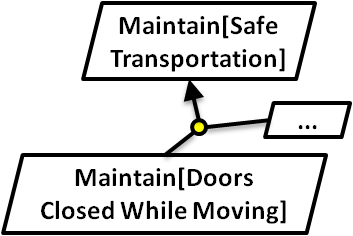 Maintain[Safe
Transportation]
...
Maintain[Doors
Closed While Moving]